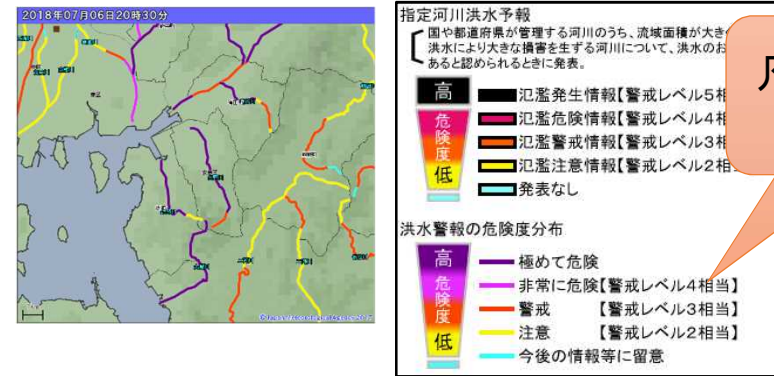 2018年07月06日20時30分
指定河川洪水予報
国や都道府県が管理する河川のうち、流域面積が大き
洪水により大きな損害を生ずる河川について、洪水のお
あると認められるときに発表。
高
危険度
低
氾濫発生情報【警戒レベル5相
氾濫危険情報【警戒レベル4相
氾濫警戒情報【警戒レベル3相
氾濫注意情報【警戒レベル2相
発表なし
洪水警報の危険度分布
高
危険度
低
極めて危険
非常に危険【警戒レベル4相当】
警戒 【警戒レベル3相当】
注意 【警戒レベル2相当】
今後の情報等に留意